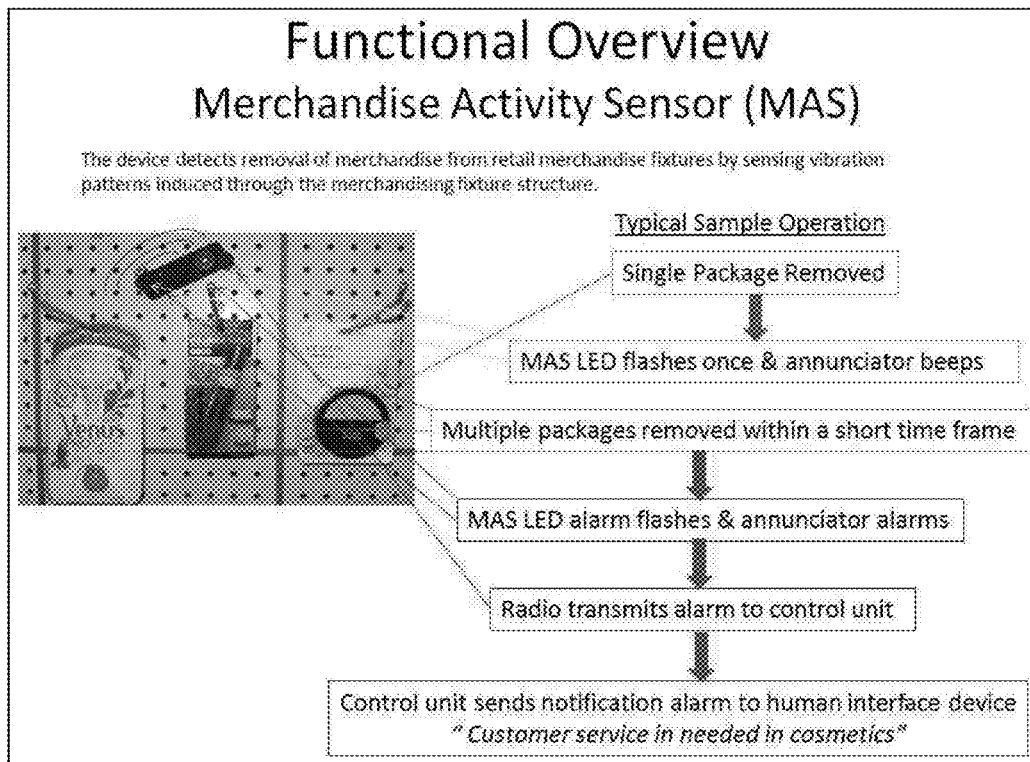 Functional Overview
Merchandise Activity Sensor (MAS)
The device detects removal of merchandise from retail merchandise fixtures by sensing vibration
patterns induced through the merchandising fixture structure.
Typical Sample Operation
Single Package Removed
MAS LED flashes once & annunciator beeps
Multiple packages removed within a short time frame
MAS LED alarm flashes & annunciator alarms
Radio transmits alarm to control unit
Control unit sends notification alarm to human interface device
" Customer service in needed in cosmetics"
Venus